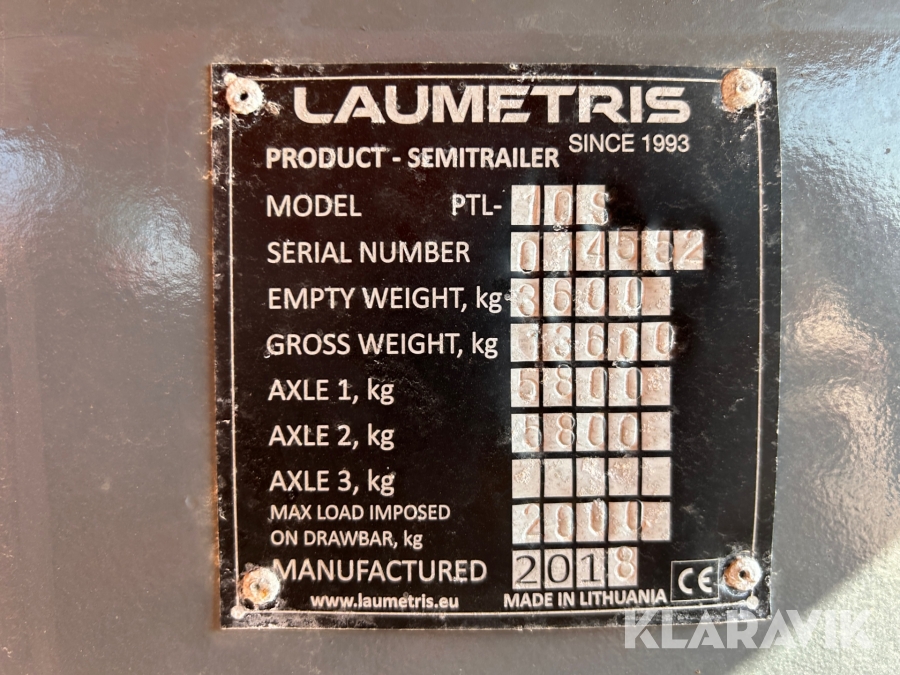 LAUMETRIS
SINCE 1993
PRODUCT - SEMITRAILER
MODEL PTL- 10S
SERIAL NUMBER
EMPTY WEIGHT, kg 3600
GROSS WEIGHT, kg 13600
AXLE 1, kg 5800
AXLE 2, kg 5800
AXLE 3, kg
MAX LOAD IMPOSED
ON DRAWBAR, kg 2000
MANUFACTURED 2018
www.laumetris.eu MADE IN LITHUANIA CE
KLARAVIK